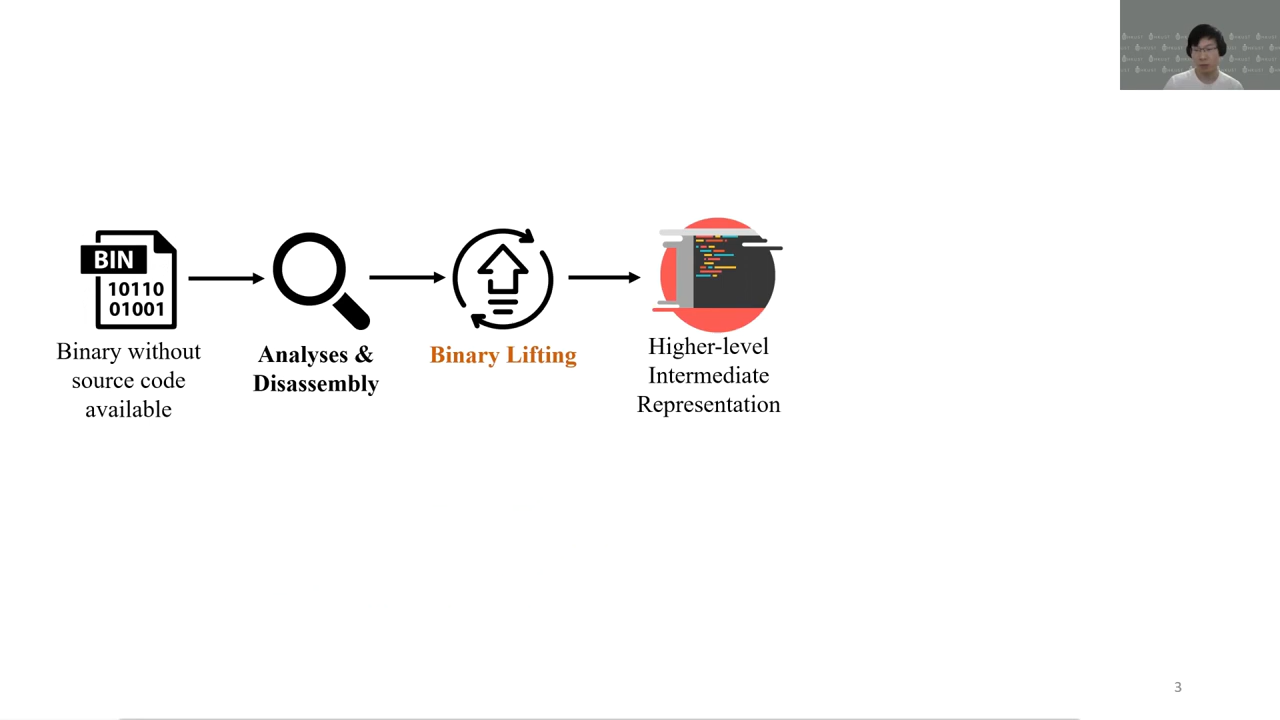 BIN
10110
01001
Binary without
source code
available
Analyses &
Disassembly
Binary Lifting
Higher-level
Intermediate
Representation
3